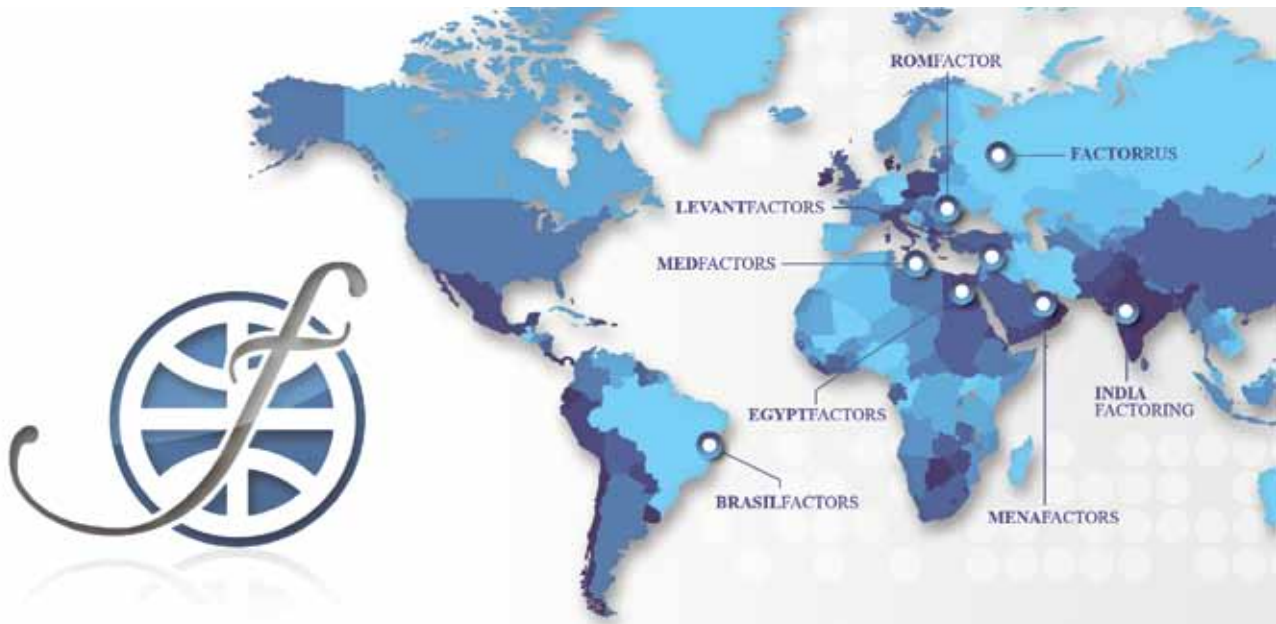 ROMFACTOR
FACTORRUS
LEVANTFACTORS
MEDFACTORS
EGYPTFACTORS
INDIA
FACTORING
BRASILFACTORS
MENAFACTORS